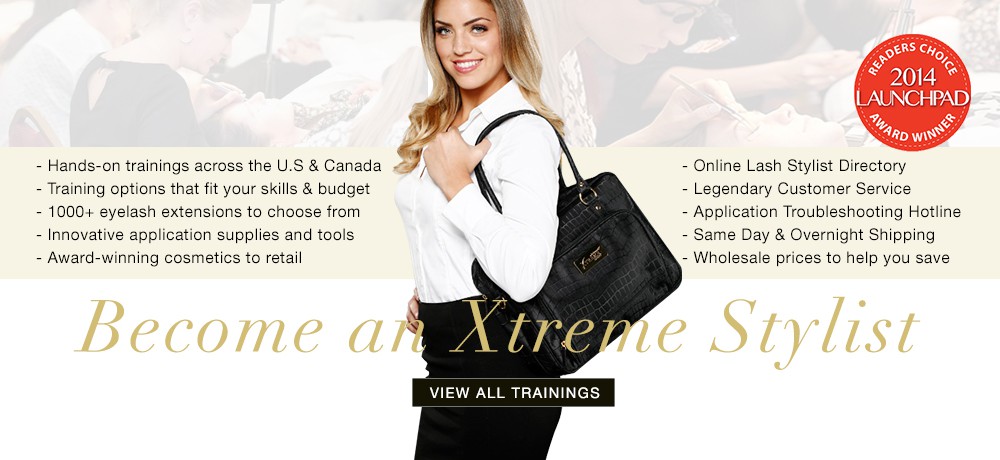 READERS CHOICE
2014
LAUNCHPAD
AWARD WINNER
- Hands-on trainings across the U.S & Canada
- Training options that fit your skills & budget
- 1000+ eyelash extensions to choose from
- Innovative application supplies and tools
- Award-winning cosmetics to retail
- Online Lash Stylist Directory
- Legendary Customer Service
- Application Troubleshooting Hotline
- Same Day & Overnight Shipping
- Wholesale prices to help you save
Become an Xtreme Stylist
VIEW ALL TRAININGS